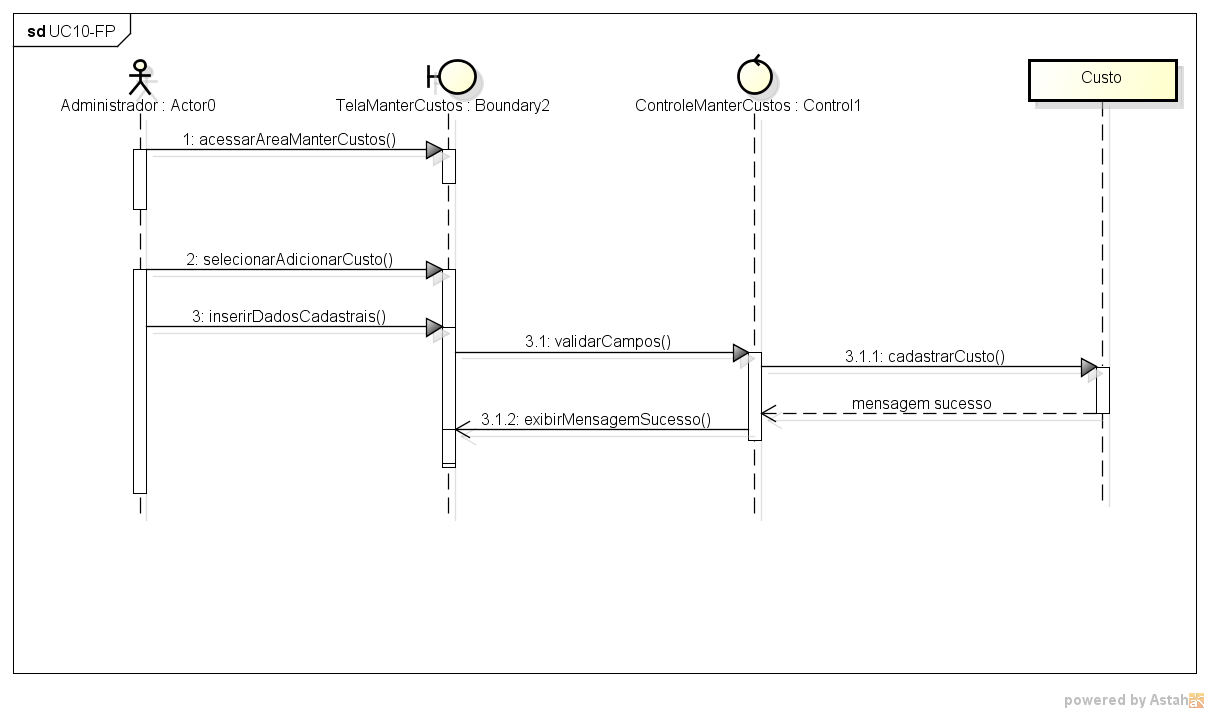 sd UC10-FP
Administrador : Actor0
TelaManterCustos : Boundary2
ControleManterCustos : Control1
Custo
1: acessarAreaManterCustos()
2: selecionarAdicionarCusto()
3: inserirDadosCadastrais()
3.1: validarCampos()
3.1.1: cadastrarCusto()
mensagem sucesso
3.1.2: exibirMensagemSucesso()
powered by Astah